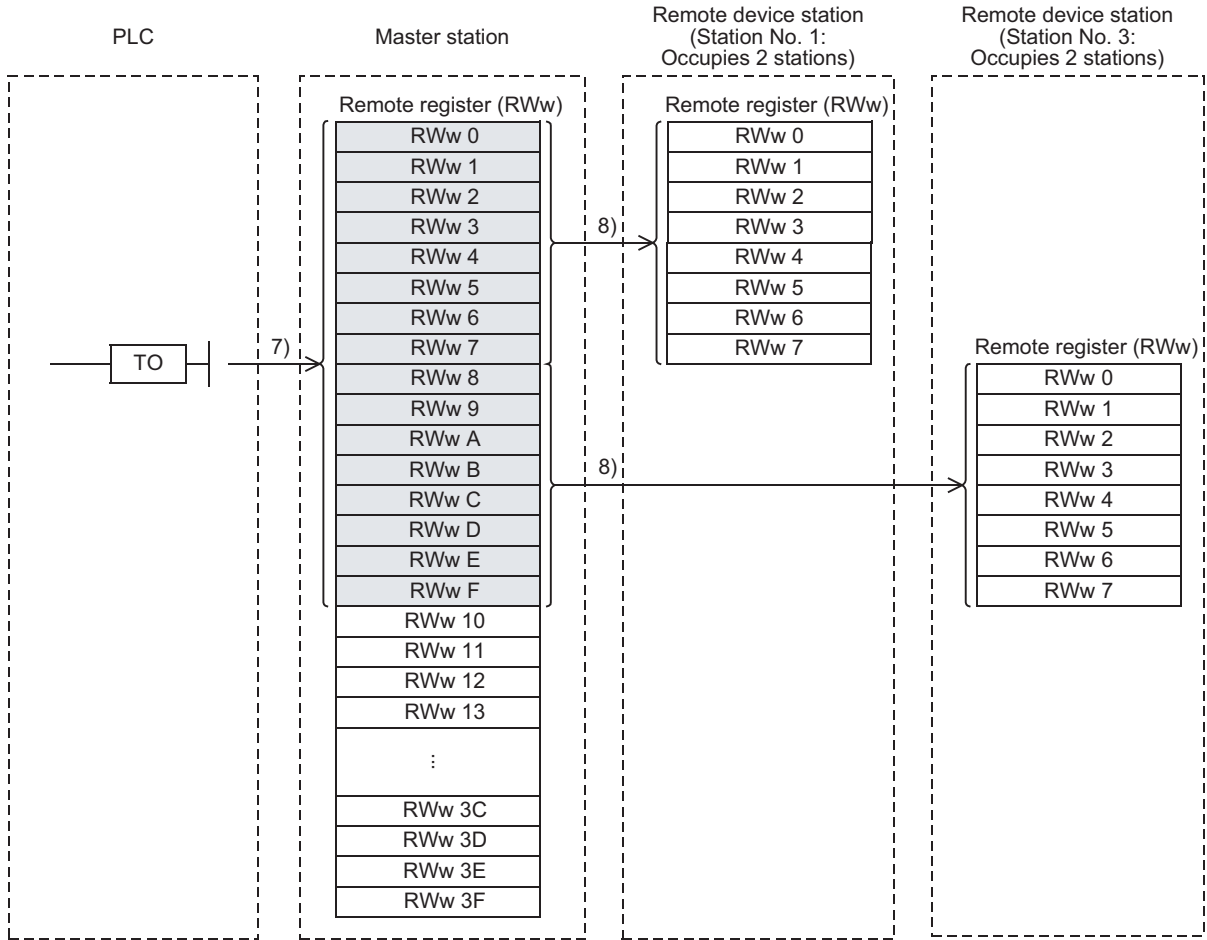 PLC
Master station
Remote device station
(Station No. 1:
Occupies 2 stations)
Remote device station
(Station No. 3:
Occupies 2 stations)
TO
7)
Remote register (RWw)
RWw 0
RWw 1
RWw 2
RWw 3
RWw 4
RWw 5
RWw 6
RWw 7
RWw 8
RWw 9
RWw A
RWw B
RWw C
RWw D
RWw E
RWw F
RWw 10
RWw 11
RWw 12
RWw 13
⋮
RWw 3C
RWw 3D
RWw 3E
RWw 3F
8)
8)
Remote register (RWw)
RWw 0
RWw 1
RWw 2
RWw 3
RWw 4
RWw 5
RWw 6
RWw 7
Remote register (RWw)
RWw 0
RWw 1
RWw 2
RWw 3
RWw 4
RWw 5
RWw 6
RWw 7